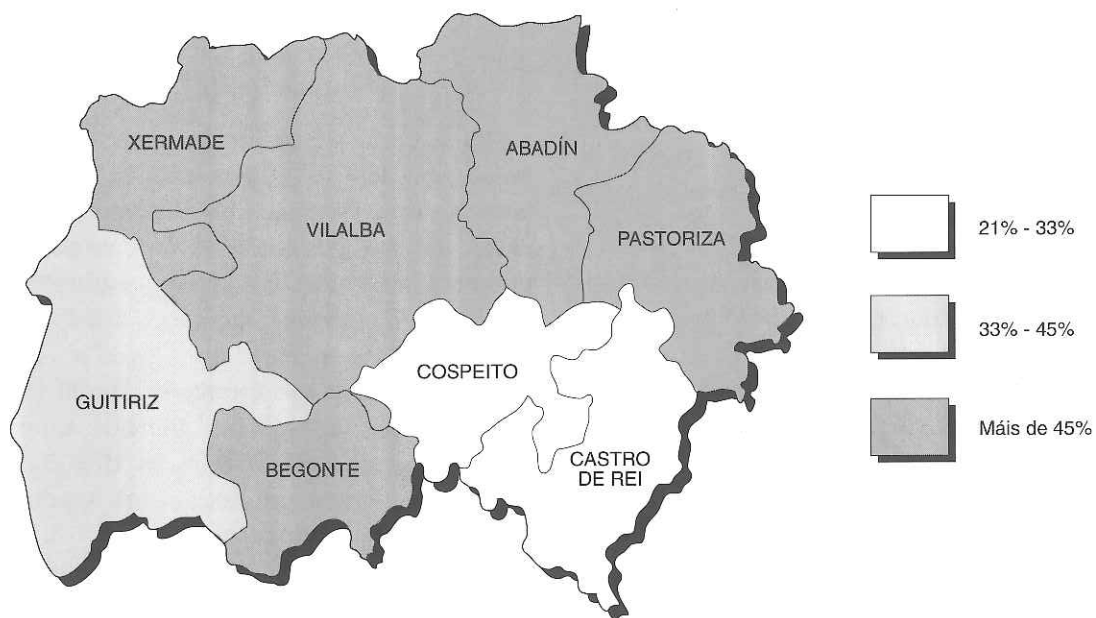 XERMADE
ABADÍN
VILALBA
PASTORIZA
COSPEITO
GUITIRIZ
BEGONTE
CASTRO
DE REI
21% - 33%
33% - 45%
Máis de 45%